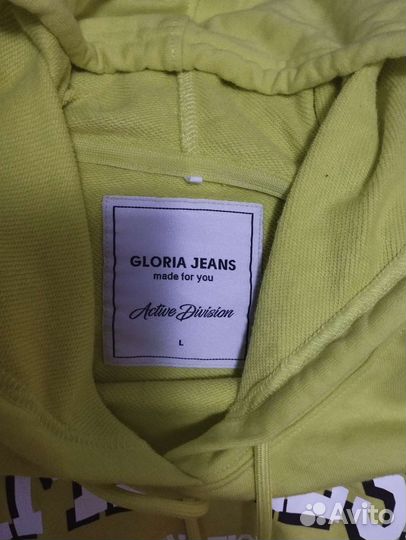 GLORIA JEANS
made for you
Active Division
L
Avito